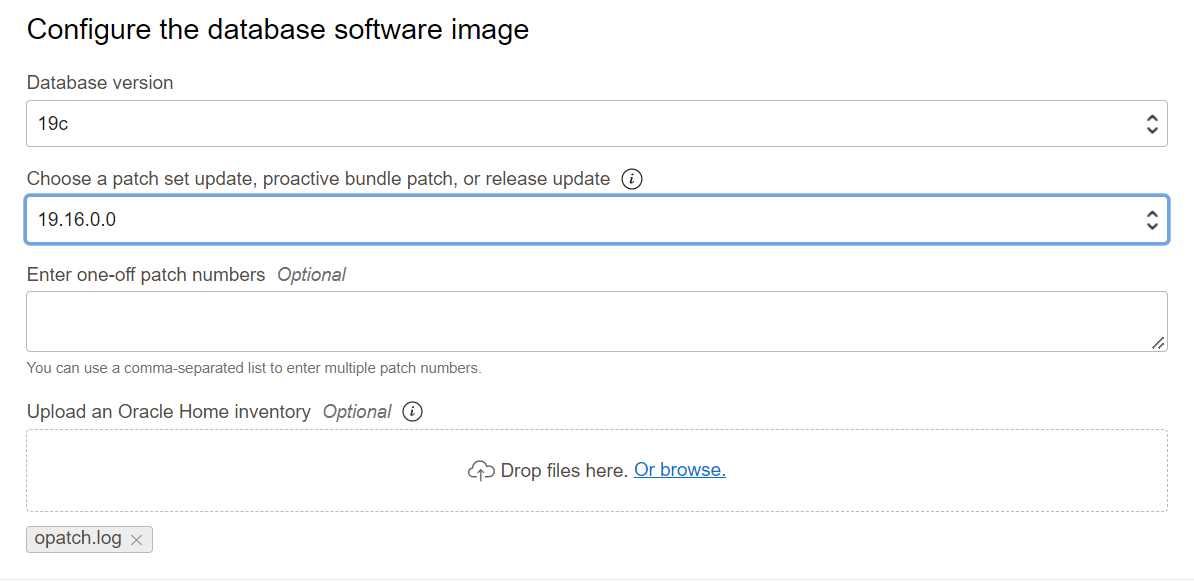 Configure the database software image
Database version
19c
Choose a patch set update, proactive bundle patch, or release update
19.16.0.0
Enter one-off patch numbers Optional
You can use a comma-separated list to enter multiple patch numbers.
Upload an Oracle Home inventory Optional
Drop files here. Or browse.
opatch.log